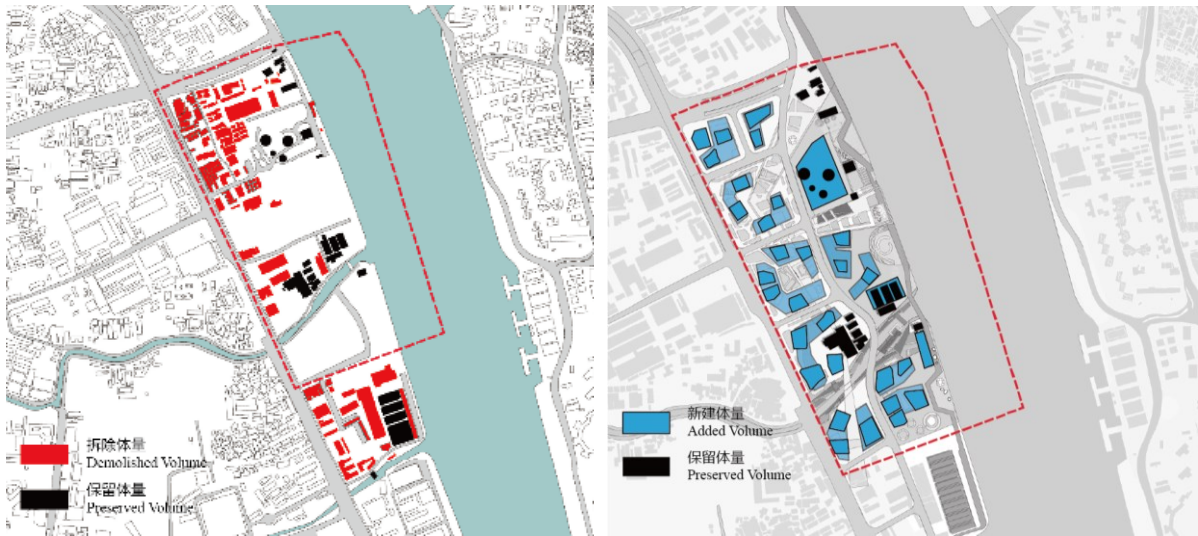 拆除体量
Demolished Volume
保留体量
Preserved Volume
新建体量
Added Volume
保留体量
Preserved Volume